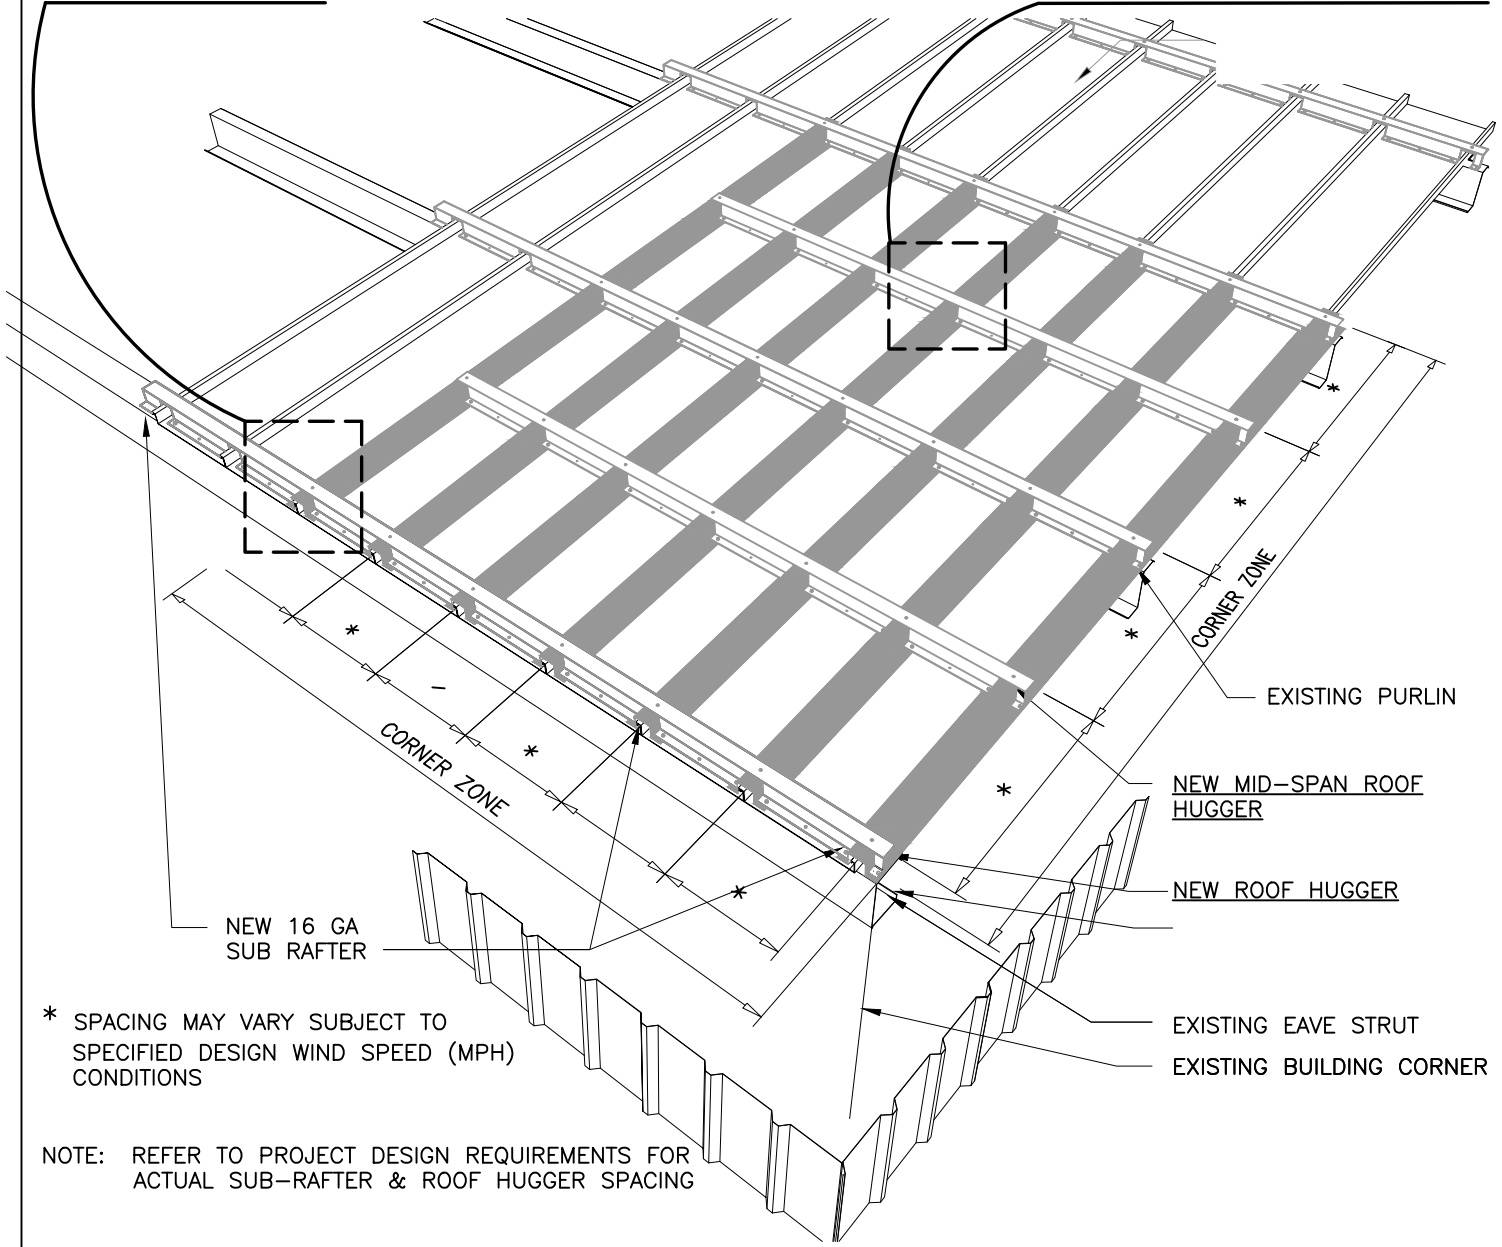 CORNER ZONE
EXISTING PURLIN
CORNER ZONE
NEW MID-SPAN ROOF
HUGGER
NEW ROOF HUGGER
NEW 16 GA
SUB RAFTER
* SPACING MAY VARY SUBJECT TO
SPECIFIED DESIGN WIND SPEED (MPH)
CONDITIONS
EXISTING EAVE STRUT
EXISTING BUILDING CORNER
NOTE: REFER TO PROJECT DESIGN REQUIREMENTS FOR
ACTUAL SUB-RAFTER & ROOF HUGGER SPACING
*
*
*
*
*
*
*